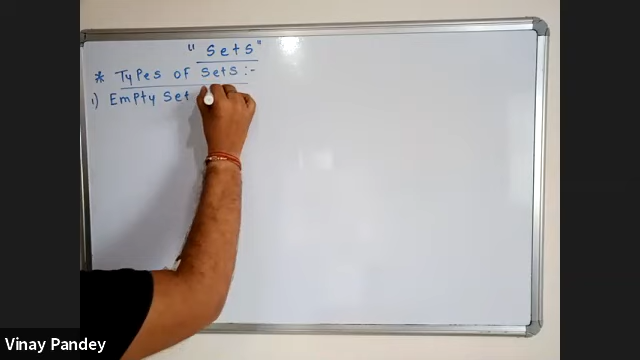 " Sets "
* Types of Sets :-
1) Empty Set
Vinay Pandey